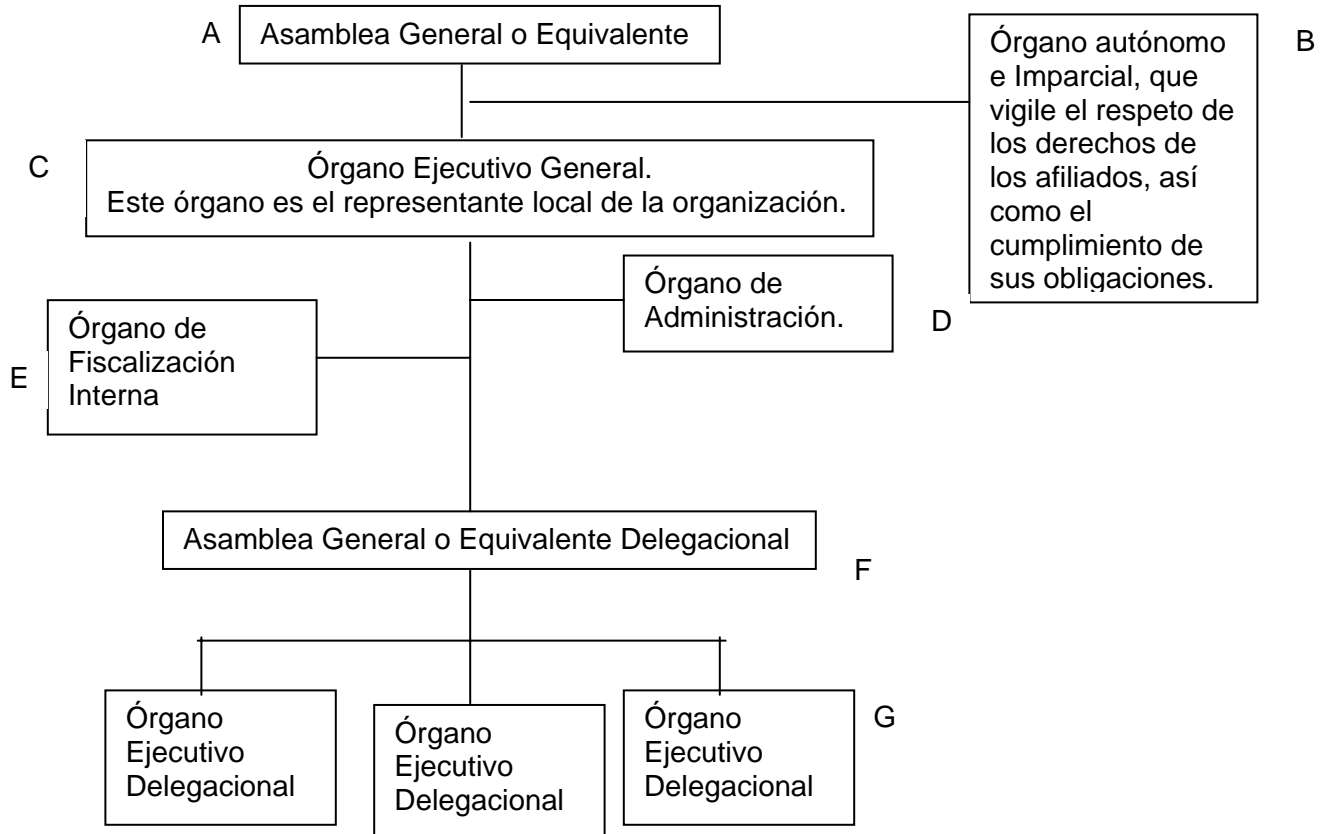 A
Asamblea General o Equivalente
Órgano autónomo
e Imparcial, que
vigile el respeto de
los derechos de
los afiliados, así
como el
cumplimiento de
sus obligaciones.
B
C
Órgano Ejecutivo General.
Este órgano es el representante local de la organización.
Órgano de
Administración.
D
E
Órgano de
Fiscalización
Interna
Asamblea General o Equivalente Delegacional
F
Órgano
Ejecutivo
Delegacional
Órgano
Ejecutivo
Delegacional
Órgano
Ejecutivo
Delegacional
G